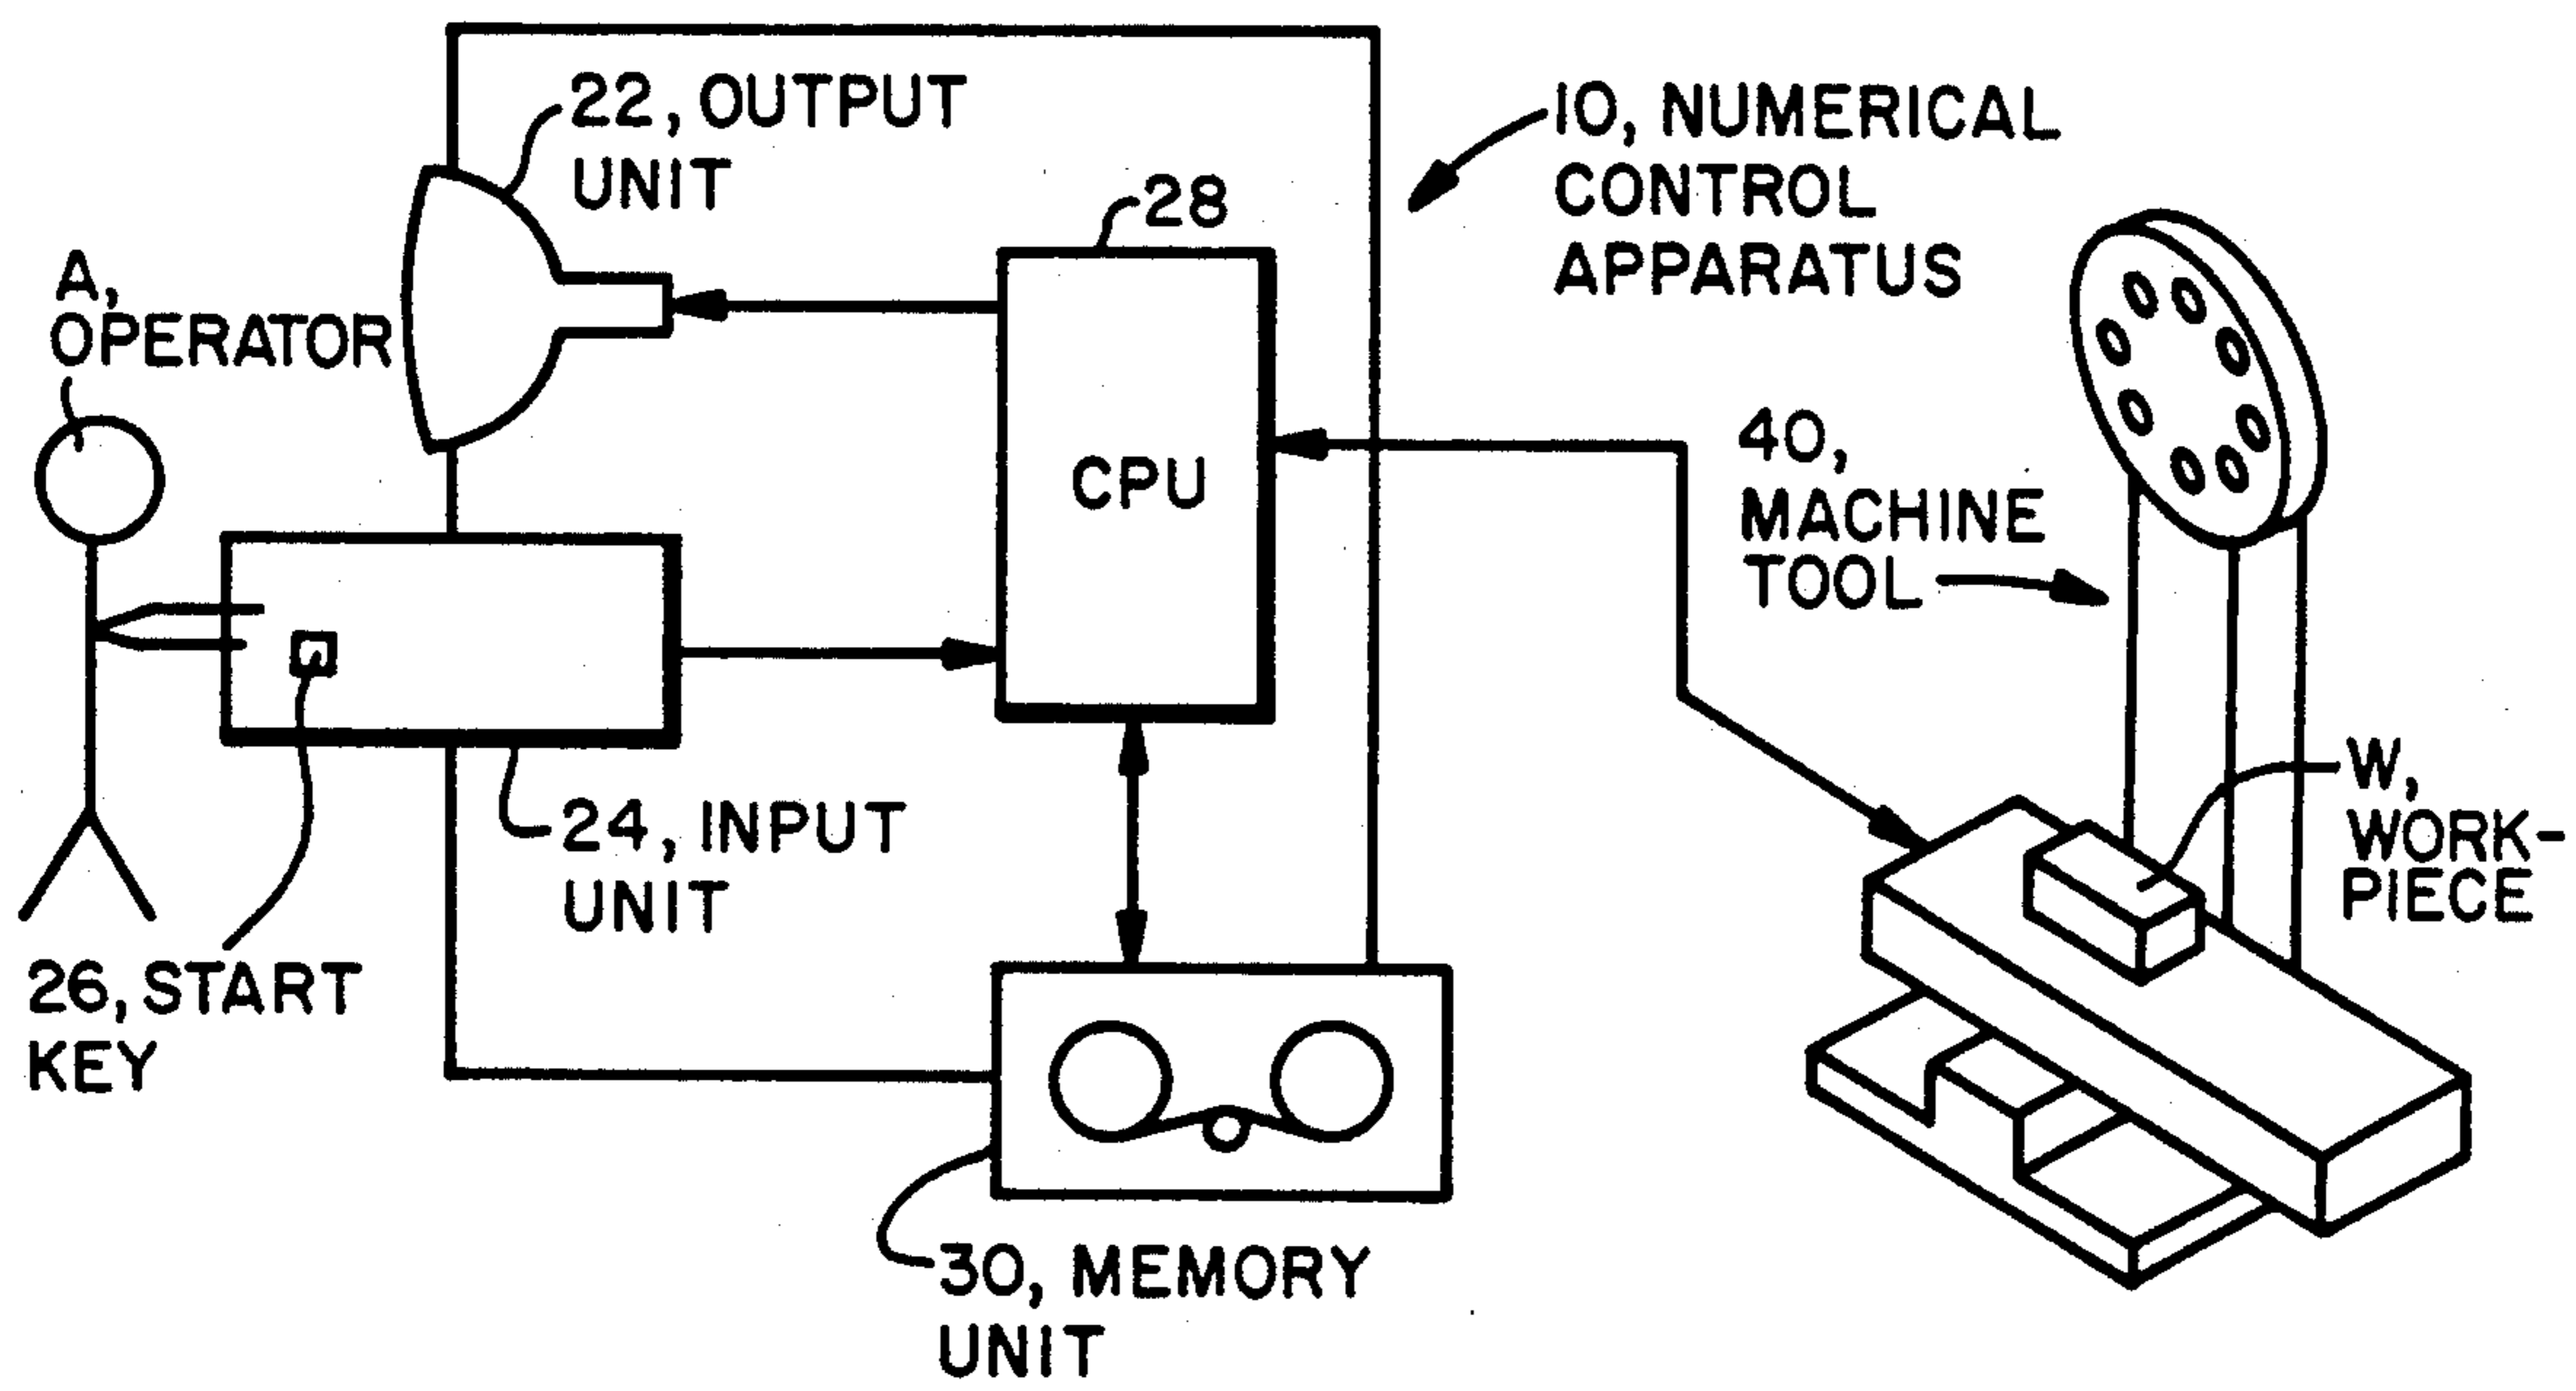 22, OUTPUT
UNIT
10, NUMERICAL
CONTROL
APPARATUS
28
A,
OPERATOR
CPU
40,
MACHINE
TOOL
W,
WORK-
PIECE
24, INPUT
UNIT
26, START
KEY
30, MEMORY
UNIT